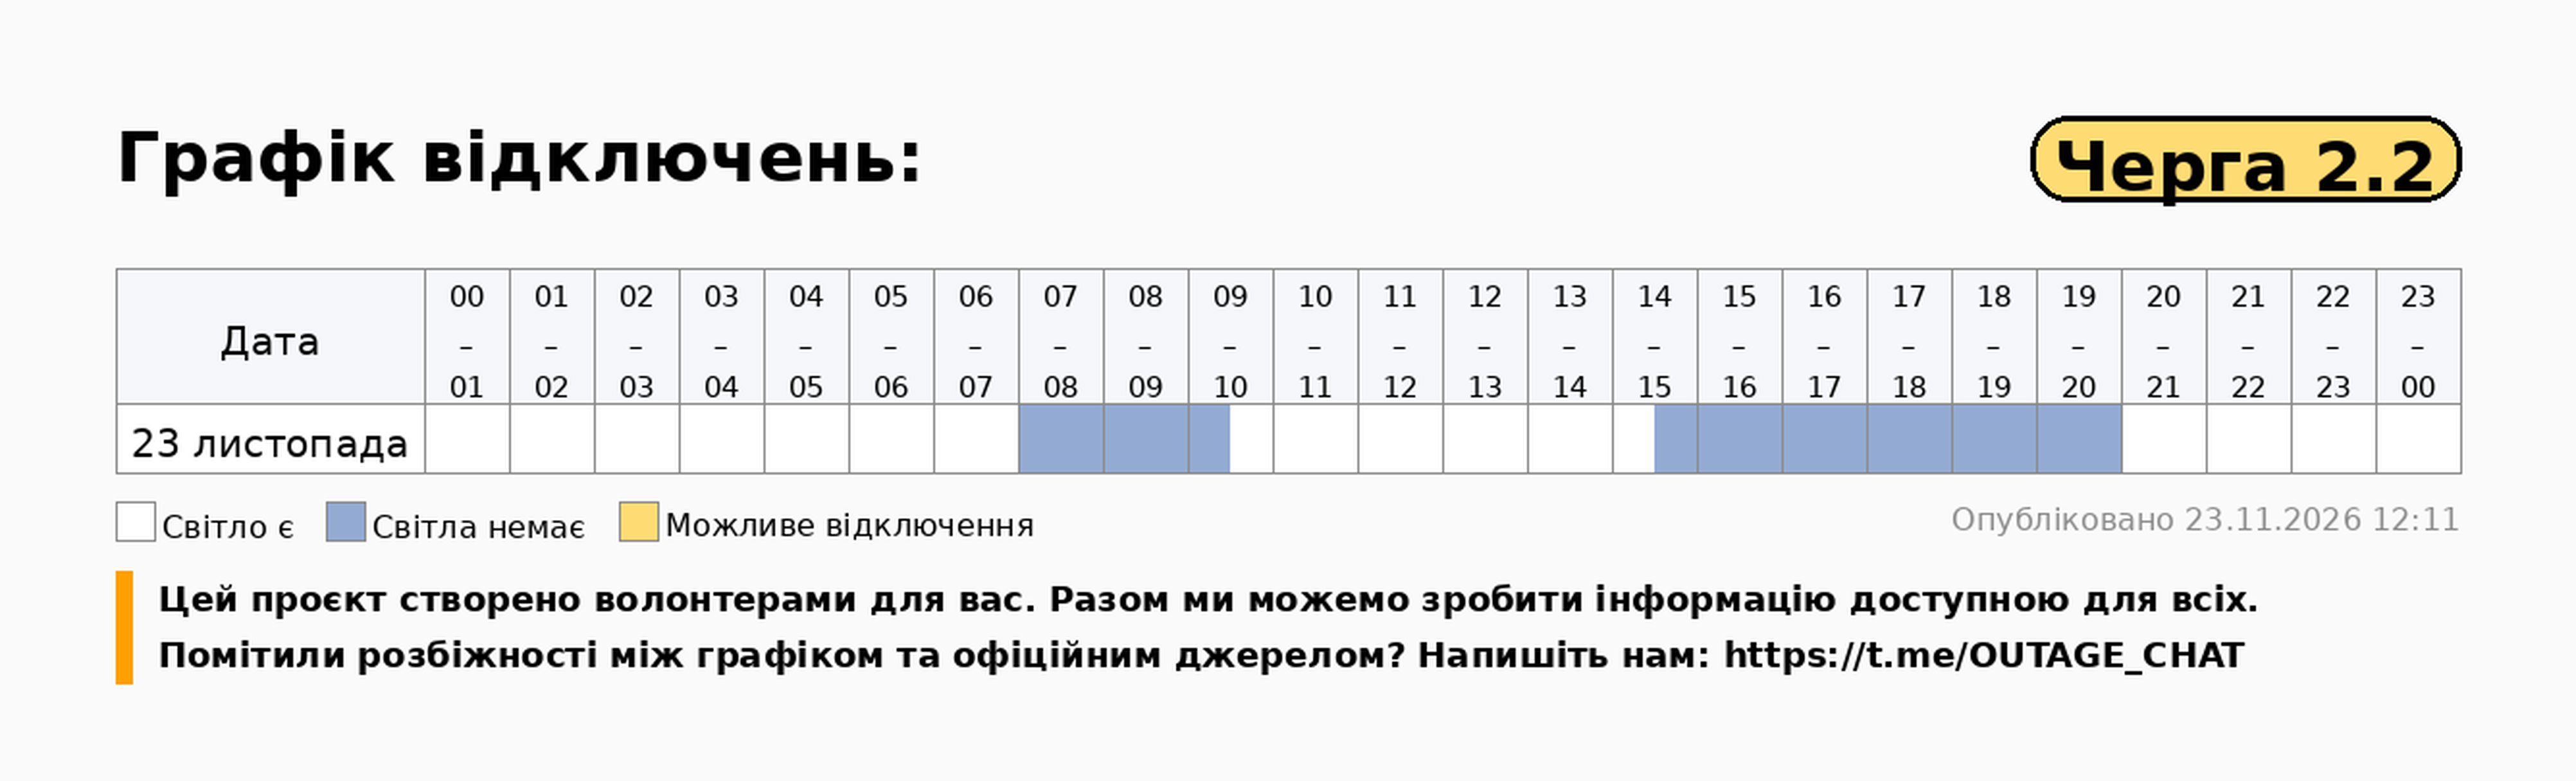 Графік відключень:
Черга 2.2
Дата
00 – 01
01 – 02
02 – 03
03 – 04
04 – 05
05 – 06
06 – 07
07 – 08
08 – 09
09 – 10
10 – 11
11 – 12
12 – 13
13 – 14
14 – 15
15 – 16
16 – 17
17 – 18
18 – 19
19 – 20
20 – 21
21 – 22
22 – 23
23 – 00
23 листопада
Світло є
Світла немає
Можливе відключення
Опубліковано 23.11.2026 12:11
Цей проєкт створено волонтерами для вас. Разом ми можемо зробити інформацію доступною для всіх.
Помітили розбіжності між графіком та офіційним джерелом? Напишіть нам: https://t.me/OUTAGE_CHAT